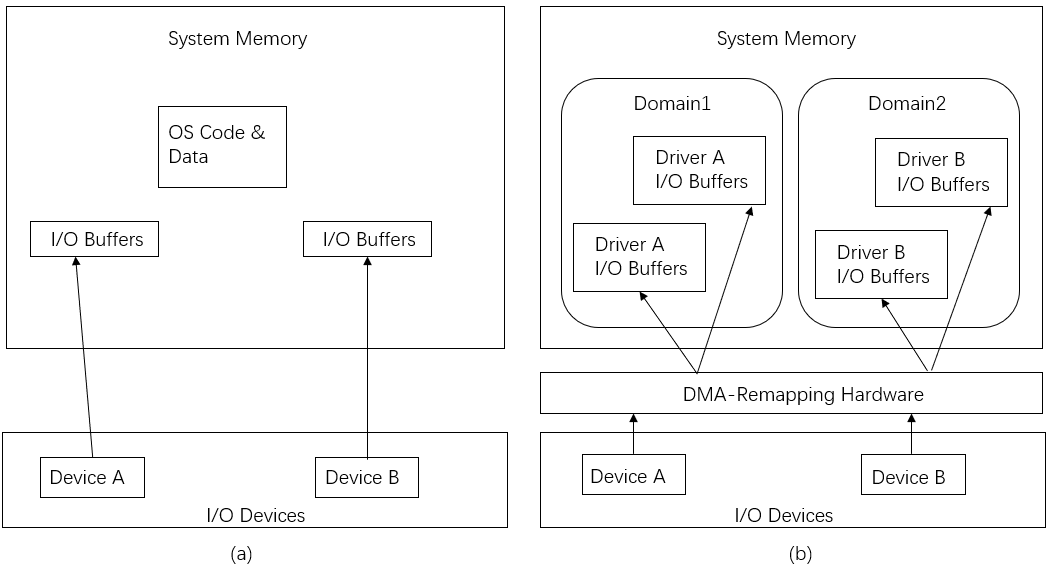 System Memory
OS Code &
Data
I/O Buffers
I/O Buffers
Device A
Device B
I/O Devices
(a)
System Memory
Domain1
Driver A
I/O Buffers
Driver A
I/O Buffers
Domain2
Driver B
I/O Buffers
Driver B
I/O Buffers
DMA-Remapping Hardware
Device A
Device B
I/O Devices
(b)